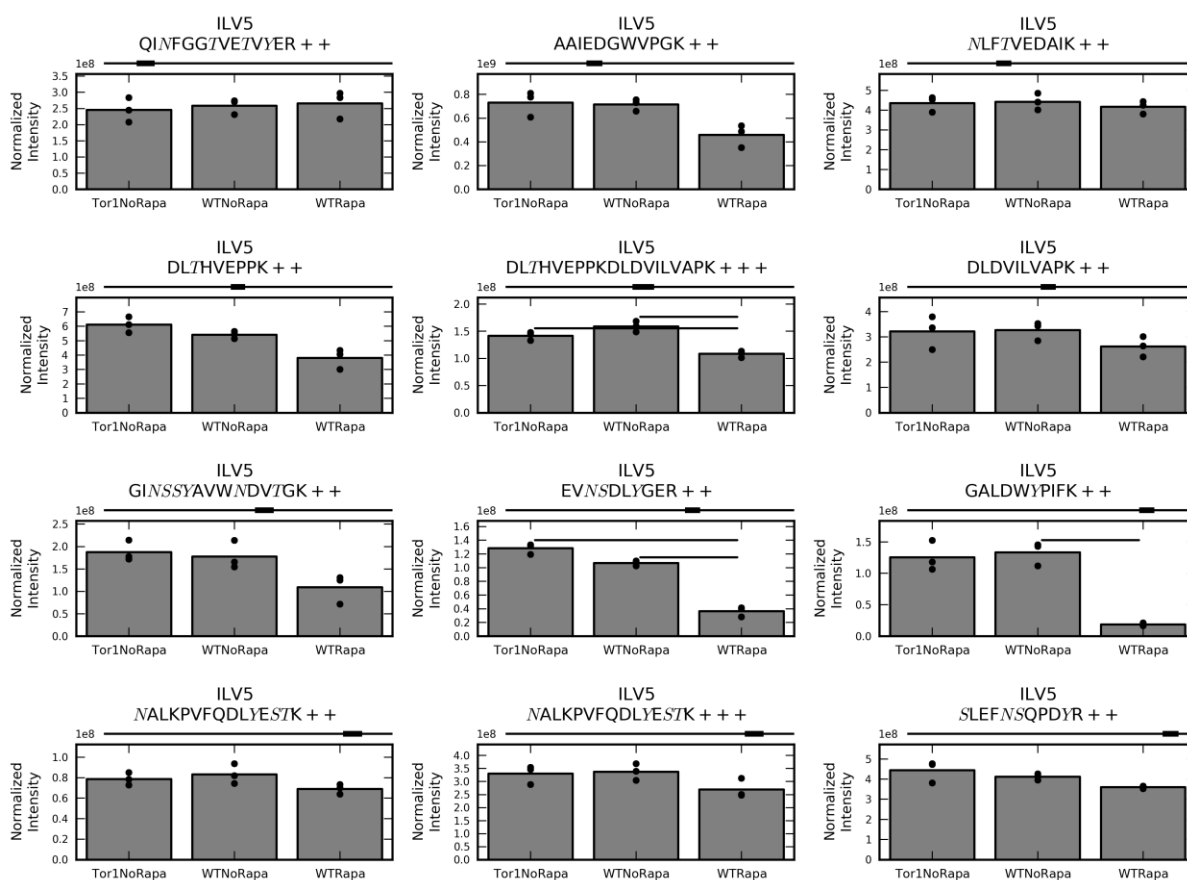 ILV5
QINFGGTVETVYER ++
1e8
Normalized
Intensity
3.5
3.0
2.5
2.0
1.5
1.0
0.5
0.0
Tor1NoRapa WTNoRapa WTRapa
ILV5
AAIEDGWVPGK ++
1e9
Normalized
Intensity
0.8
0.6
0.4
0.2
0.0
Tor1NoRapa WTNoRapa WTRapa
ILV5
NLFTVEDAIK ++
1e8
Normalized
Intensity
5
4
3
2
1
0
Tor1NoRapa WTNoRapa WTRapa
ILV5
DLTHVEPPK ++
1e8
Normalized
Intensity
7
6
5
4
3
2
1
0
Tor1NoRapa WTNoRapa WTRapa
ILV5
DLTHVEPPKDLDVILVAPK +++
1e8
Normalized
Intensity
2.0
1.5
1.0
0.5
0.0
Tor1NoRapa WTNoRapa WTRapa
ILV5
DLDVILVAPK ++
1e8
Normalized
Intensity
4
3
2
1
0
Tor1NoRapa WTNoRapa WTRapa
ILV5
GINSSYAVWNDVTGK ++
1e8
Normalized
Intensity
2.5
2.0
1.5
1.0
0.5
0.0
Tor1NoRapa WTNoRapa WTRapa
ILV5
EVNSDLYGER ++
1e8
Normalized
Intensity
1.6
1.4
1.2
1.0
0.8
0.6
0.4
0.2
0.0
Tor1NoRapa WTNoRapa WTRapa
ILV5
GALDWYPIFK ++
1e8
Normalized
Intensity
1.5
1.0
0.5
0.0
Tor1NoRapa WTNoRapa WTRapa
ILV5
NALKPVFQDLYESTK ++
1e8
Normalized
Intensity
1.0
0.8
0.6
0.4
0.2
0.0
Tor1NoRapa WTNoRapa WTRapa
ILV5
NALKPVFQDLYESTK +++
1e8
Normalized
Intensity
4.0
3.5
3.0
2.5
2.0
1.5
1.0
0.5
0.0
Tor1NoRapa WTNoRapa WTRapa
ILV5
SLEFNSQPDYR ++
1e8
Normalized
Intensity
5
4
3
2
1
0
Tor1NoRapa WTNoRapa WTRapa